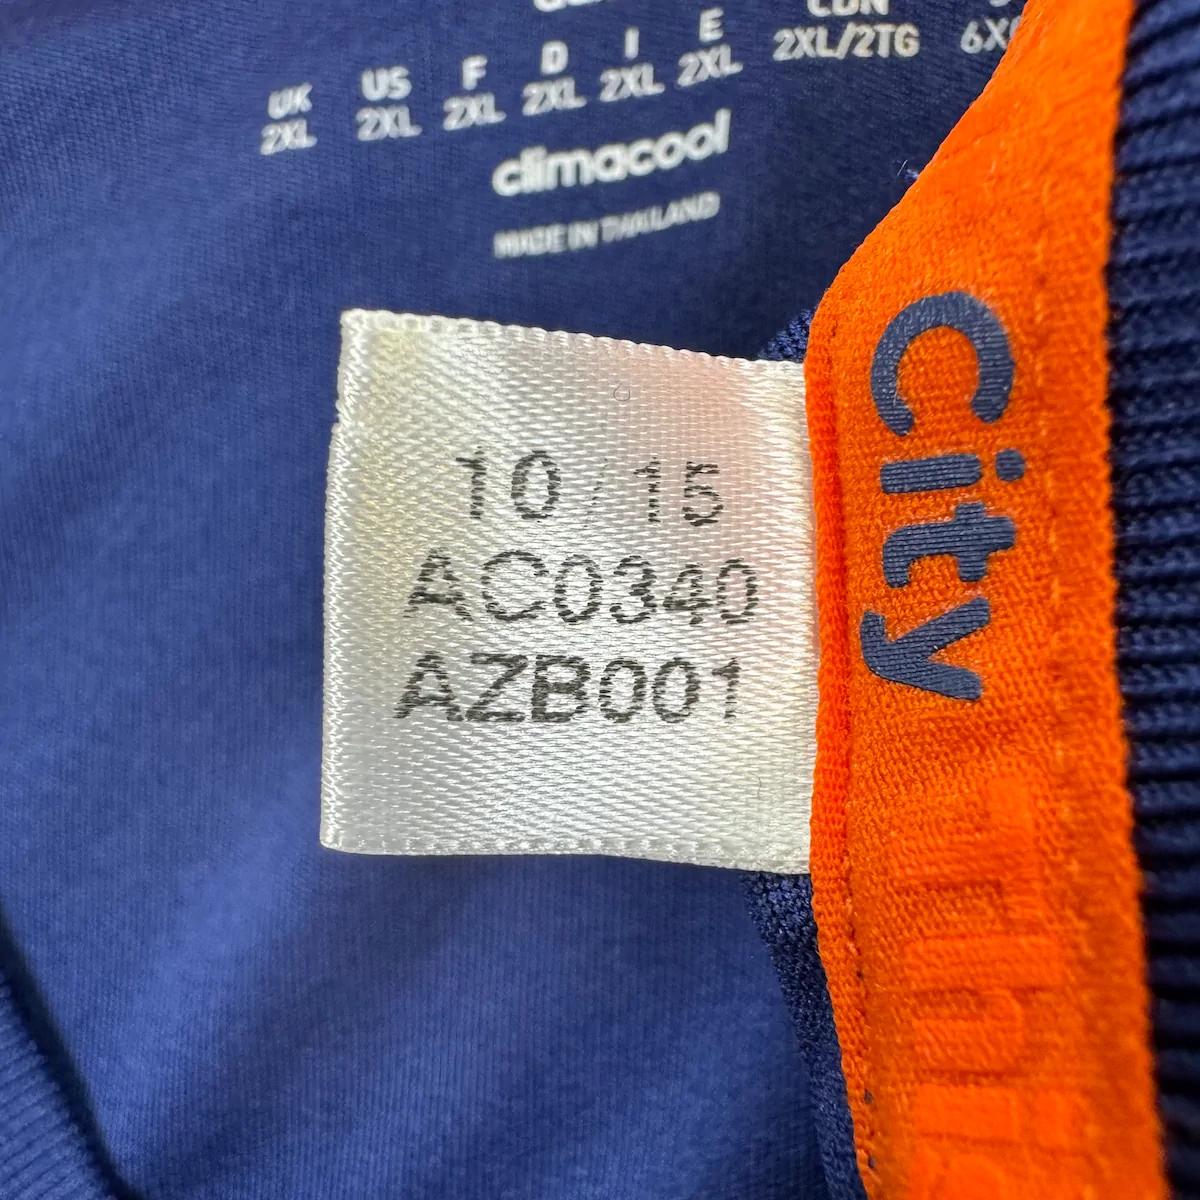 UK US F D I E CDN
2XL 2XL 2XL 2XL 2XL 2XL 2XL/2TG
climacool
MADE IN THAILAND
10/15
AC0340
AZB001
City